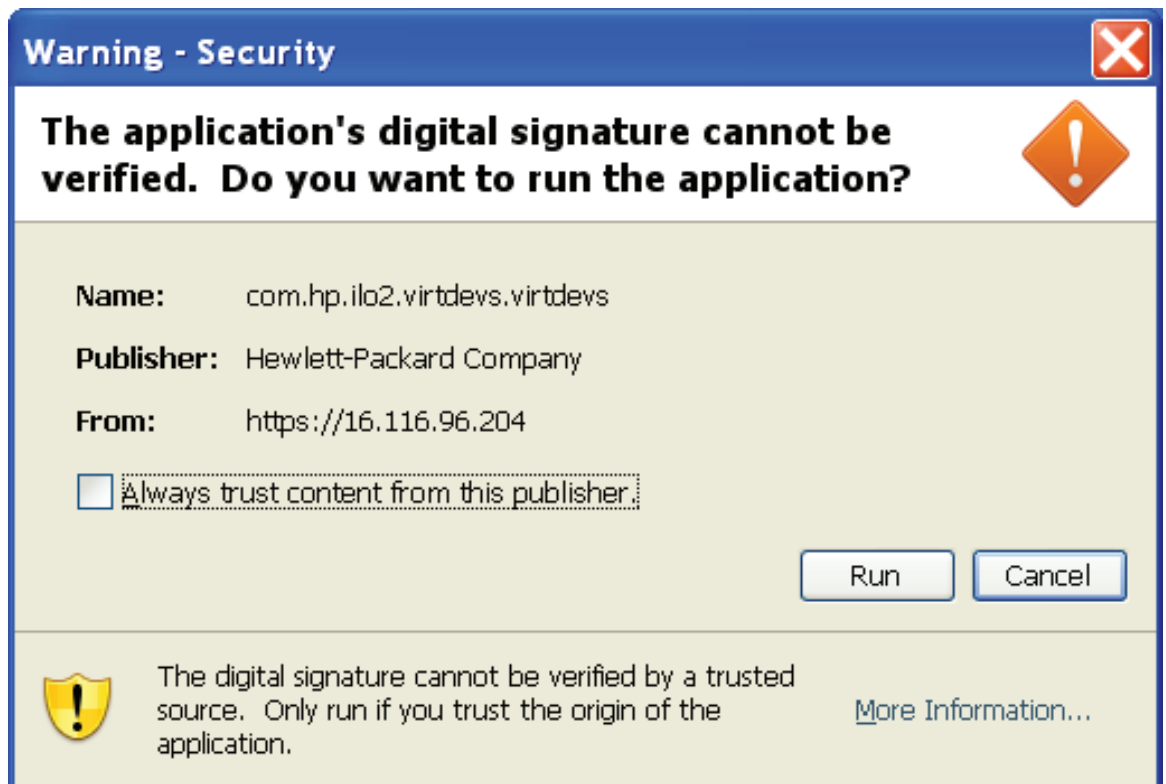 Warning - Security
The application's digital signature cannot be
verified. Do you want to run the application?
Name: com.hp.ilo2.virtdevs.virtdevs
Publisher: Hewlett-Packard Company
From: https://16.116.96.204
Always trust content from this publisher.
Run Cancel
The digital signature cannot be verified by a trusted
source. Only run if you trust the origin of the
application.
More Information...